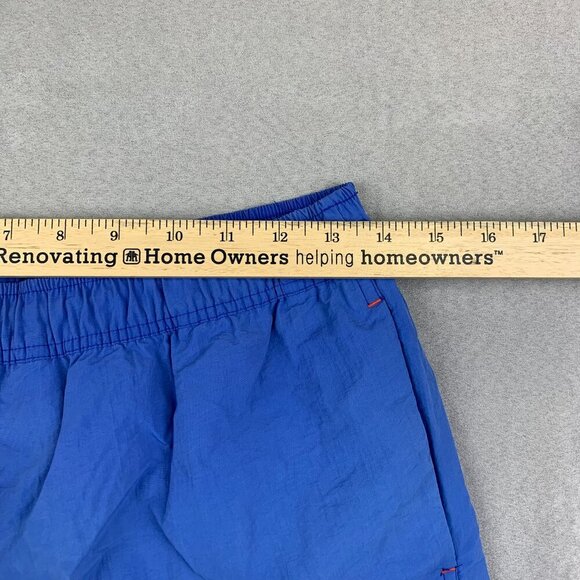 7 8 9 10 11 12 13 14 15 16 17
Renovating Home Owners helping homeowners™